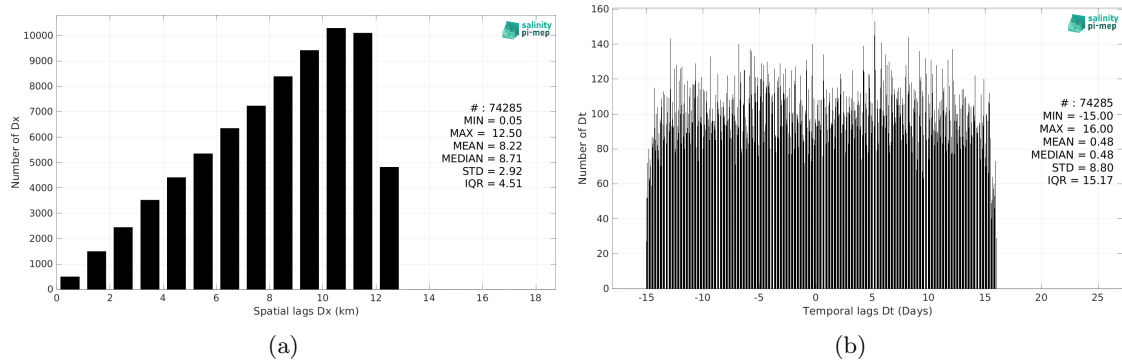 10000
9000
8000
7000
6000
5000
4000
3000
2000
1000
0
Number of Dx
0 2 4 6 8 10 12 14 16 18
Spatial lags Dx (km)
salinity
pi-mep
# : 74285
MIN = 0.05
MAX = 12.50
MEAN = 8.22
MEDIAN = 8.71
STD = 2.92
IQR = 4.51
(a)
160
140
120
100
80
60
40
20
0
Number of Dt
-15 -10 -5 0 5 10 15 20 25
Temporal lags Dt (Days)
salinity
pi-mep
# : 74285
MIN = -15.00
MAX = 16.00
MEAN = 0.48
MEDIAN = 0.48
STD = 8.80
IQR = 15.17
(b)